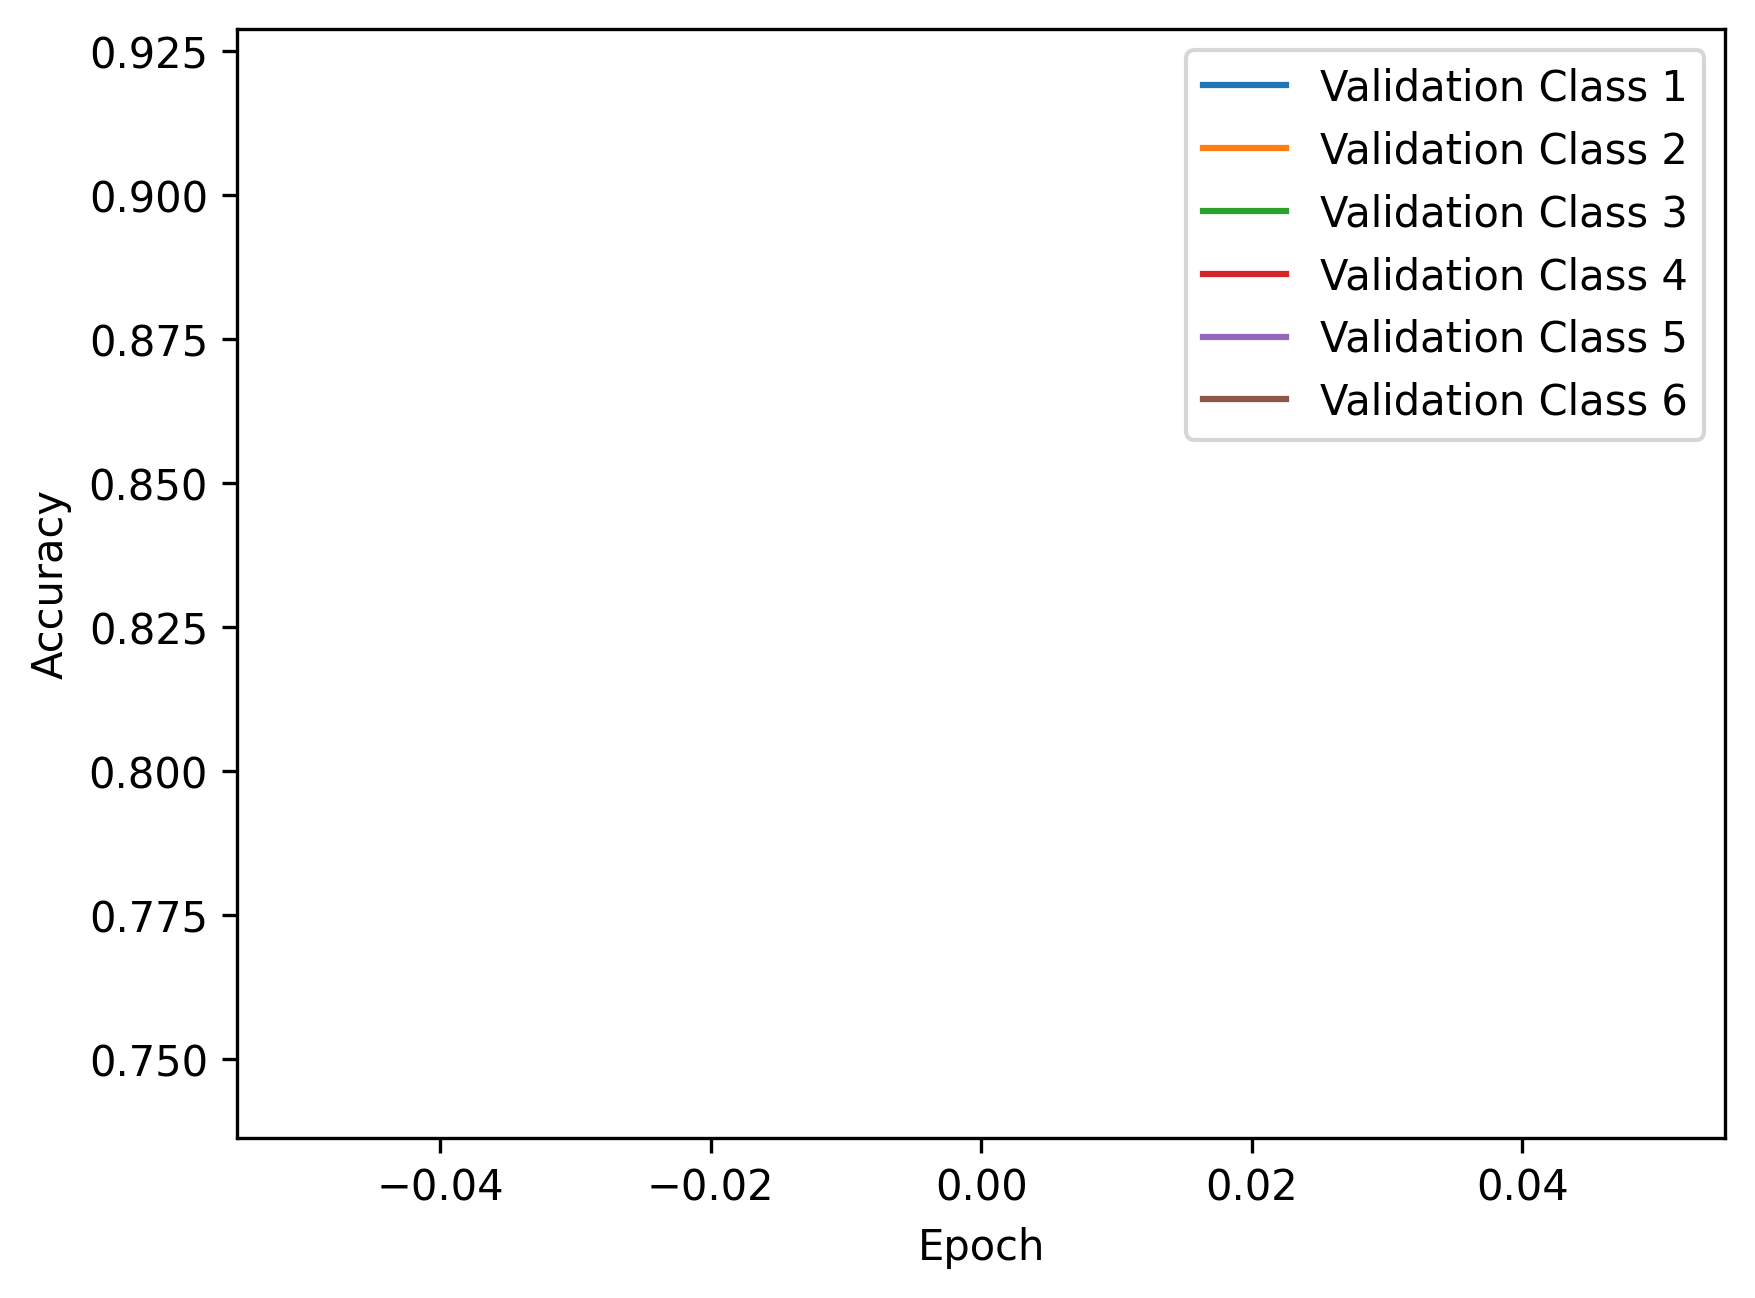 0.925
0.900
0.875
0.850
0.825
0.800
0.775
0.750
Accuracy
Validation Class 1
Validation Class 2
Validation Class 3
Validation Class 4
Validation Class 5
Validation Class 6
−0.04 −0.02 0.00 0.02 0.04
Epoch